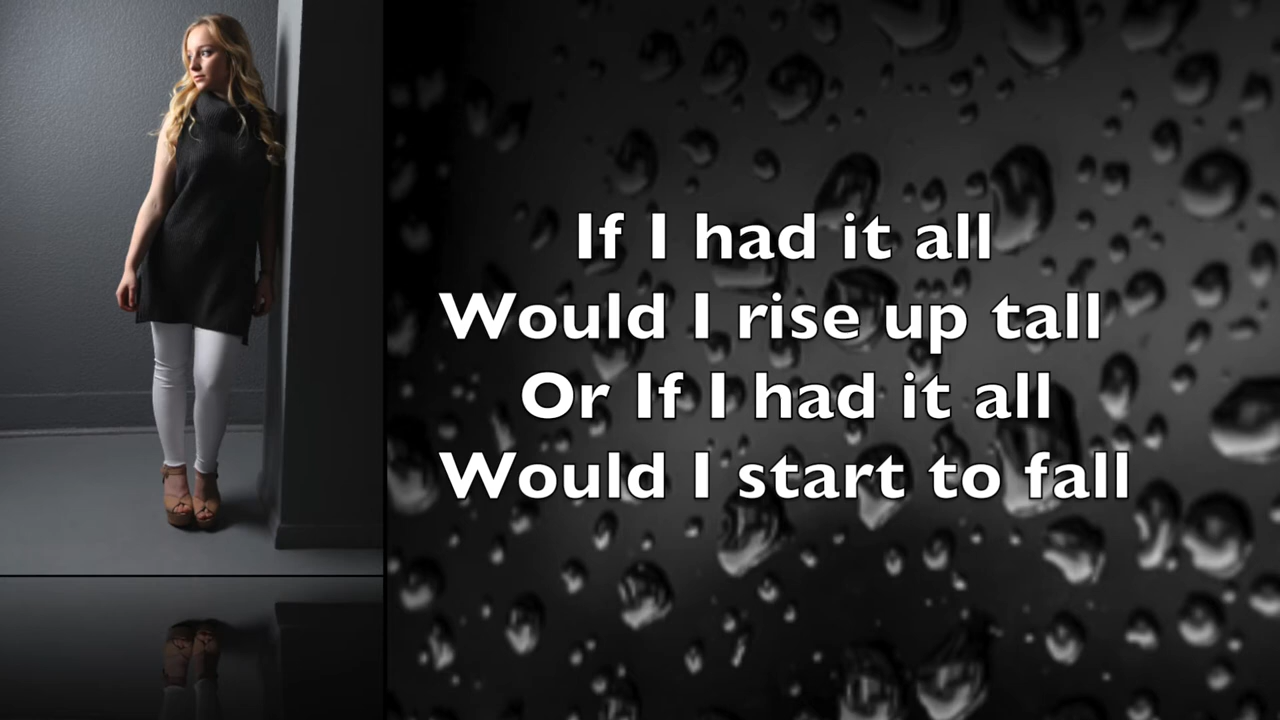 If I had it all
Would I rise up tall
Or If I had it all
Would I start to fall